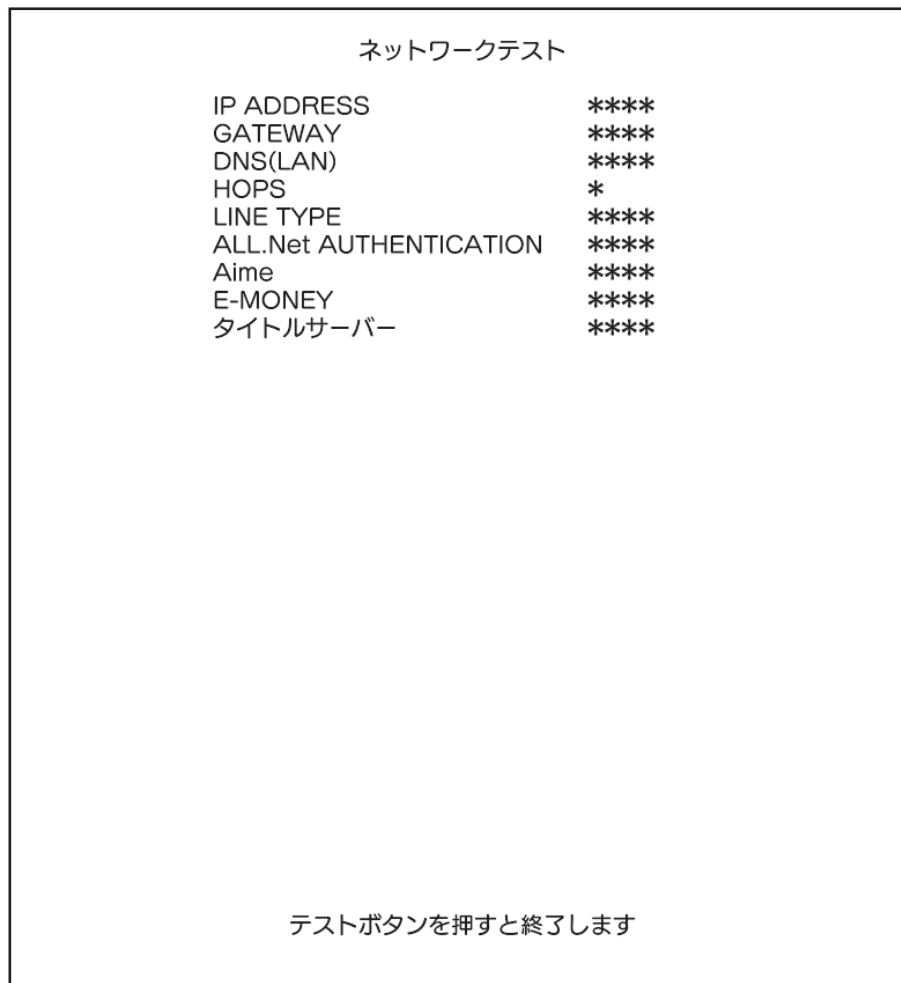 ネットワークテスト
IP ADDRESS ****
GATEWAY ****
DNS(LAN) ****
HOPS *
LINE TYPE ****
ALL.Net AUTHENTICATION ****
Aime ****
E-MONEY ****
タイトルサーバー ****
テストボタンを押すと終了します